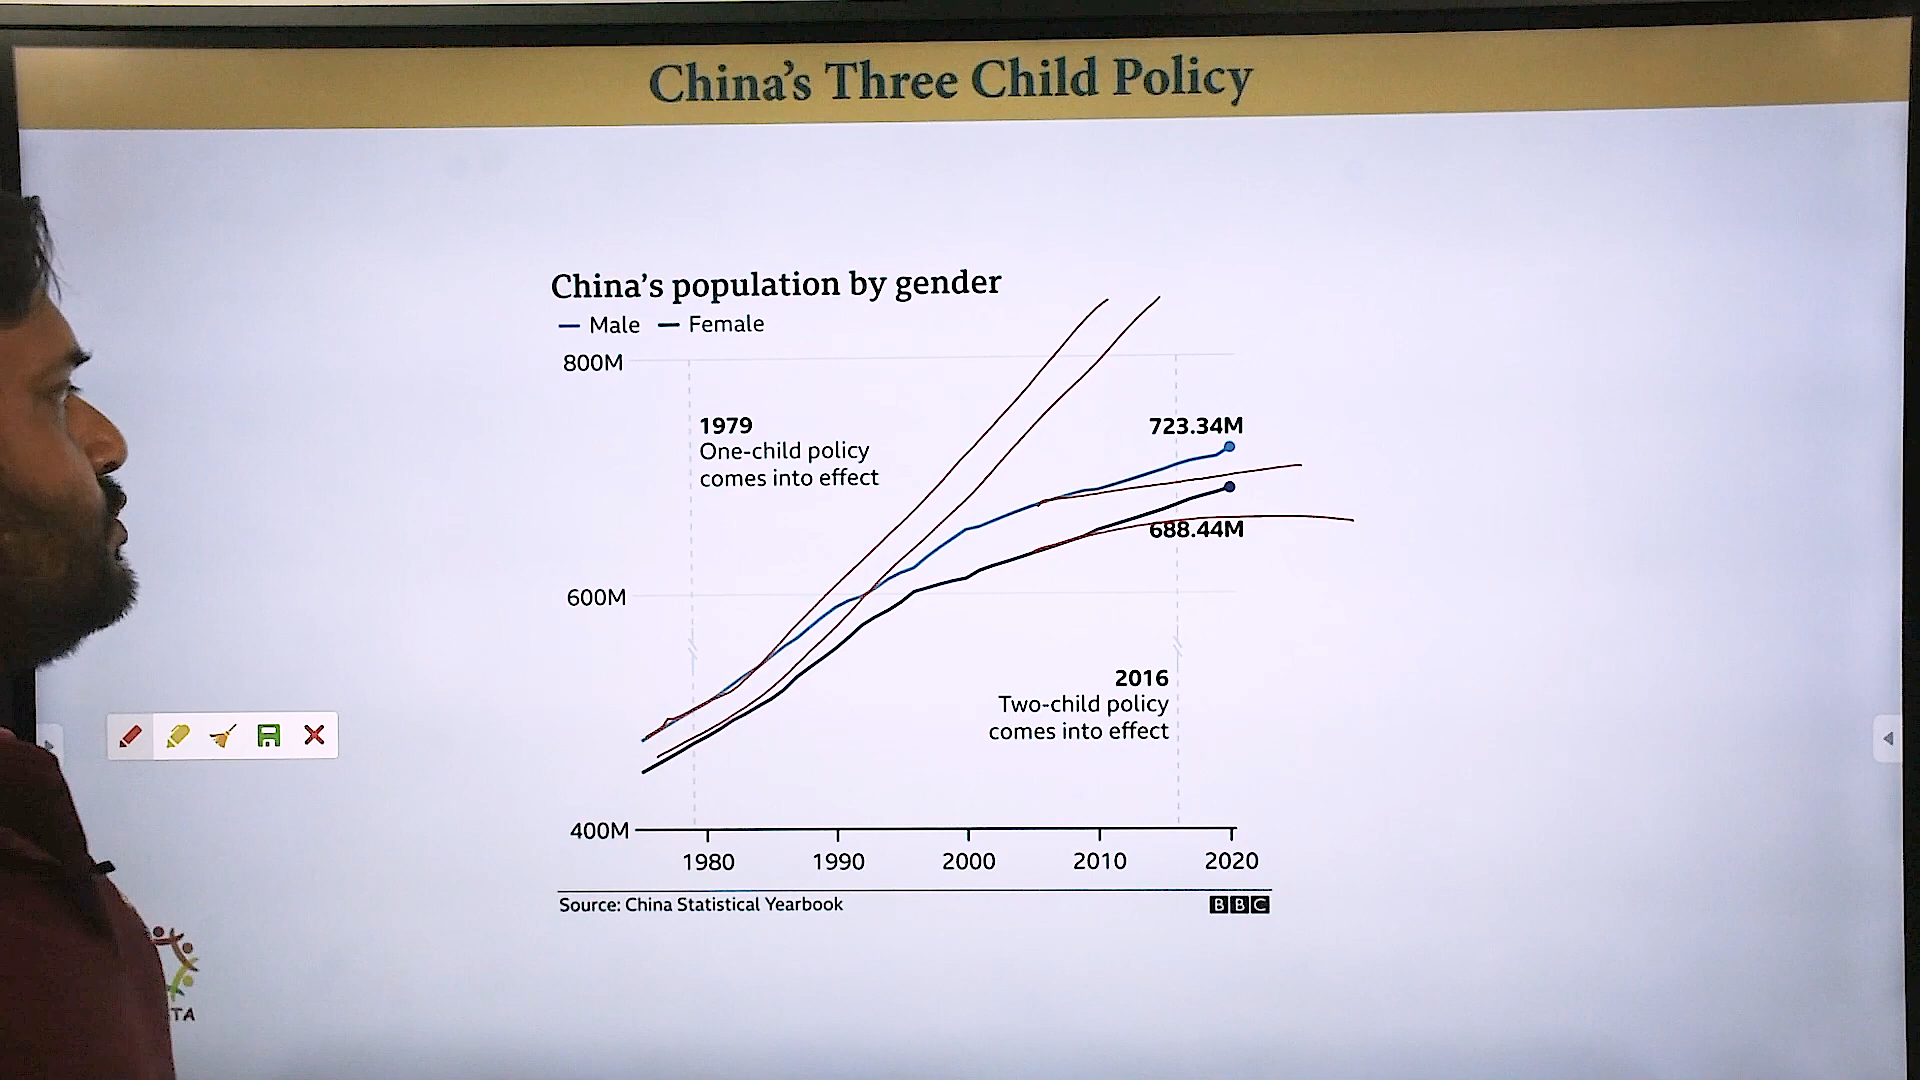 China's Three Child Policy
China's population by gender
Male Female
800M
1979
One-child policy
comes into effect
723.34M
688.44M
600M
2016
Two-child policy
comes into effect
400M
1980 1990 2000 2010 2020
Source: China Statistical Yearbook
BBC
TA